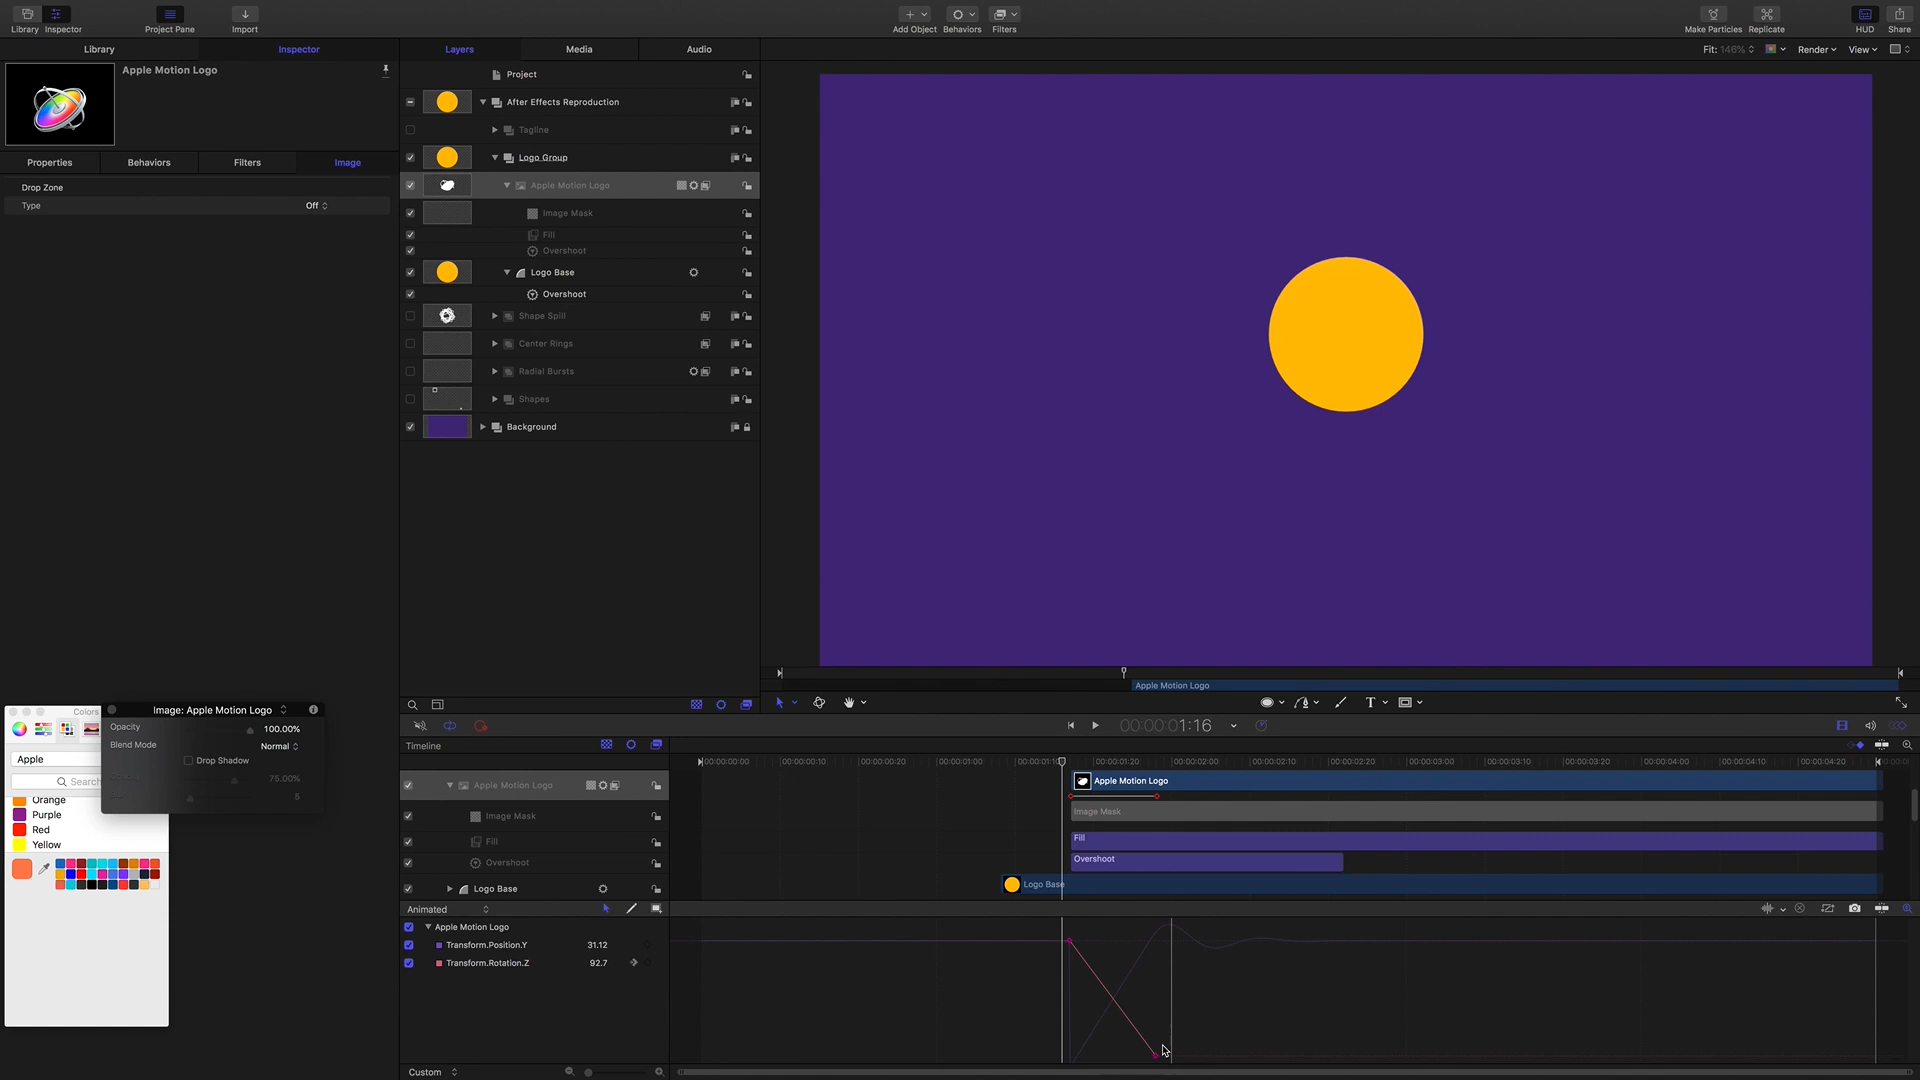 Library Inspector Project Pane Import Add Object Behaviors Filters Make Particles Replicate HUD Share
Library Inspector Layers Media Audio Fit: 146% Render View
Apple Motion Logo
Properties Behaviors Filters Image
Drop Zone
Type Off
Project
After Effects Reproduction
Tagline
Logo Group
Apple Motion Logo
Image Mask
Fill
Overshoot
Logo Base
Overshoot
Shape Spill
Center Rings
Radial Bursts
Shapes
Background
Apple Motion Logo
T
00:00:00:01:16
Colors
Image: Apple Motion Logo
Opacity 100.00%
Blend Mode Normal
Drop Shadow
75.00%
5
Apple
Search
Orange
Purple
Red
Yellow
Timeline
00:00:00:00 00:00:00:10 00:00:00:20 00:00:01:00 00:00:01:10 00:00:01:20 00:00:02:00 00:00:02:10 00:00:02:20 00:00:03:00 00:00:03:10 00:00:03:20 00:00:04:00 00:00:04:10 00:00:04:20
Apple Motion Logo Apple Motion Logo
Image Mask Image Mask
Fill Fill
Overshoot Overshoot
Logo Base Logo Base
Animated
Apple Motion Logo
Transform.Position.Y 31.12
Transform.Rotation.Z 92.7
Custom